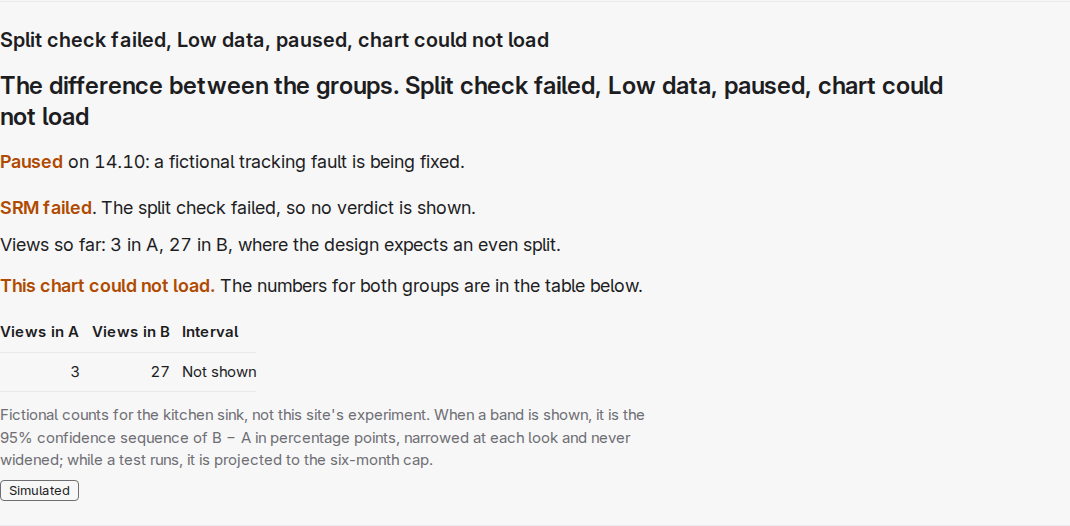 Split check failed, Low data, paused, chart could not load
The difference between the groups. Split check failed, Low data, paused, chart could
not load
Paused on 14.10: a fictional tracking fault is being fixed.
SRM failed. The split check failed, so no verdict is shown.
Views so far: 3 in A, 27 in B, where the design expects an even split.
This chart could not load. The numbers for both groups are in the table below.
Views in A Views in B Interval
3 27 Not shown
Fictional counts for the kitchen sink, not this site's experiment. When a band is shown, it is the
95% confidence sequence of B − A in percentage points, narrowed at each look and never
widened; while a test runs, it is projected to the six-month cap.
Simulated